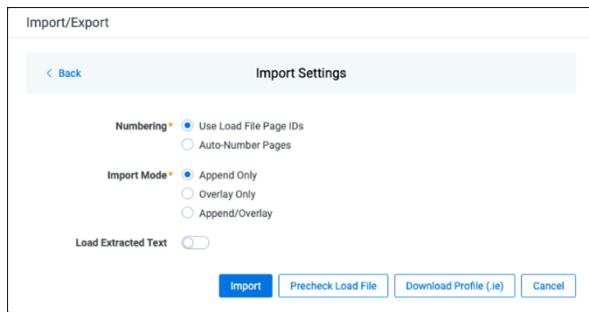 Import/Export
< Back
Import Settings
Numbering* Use Load File Page IDs
Auto-Number Pages
Import Mode* Append Only
Overlay Only
Append/Overlay
Load Extracted Text
Import Precheck Load File Download Profile (.ie) Cancel